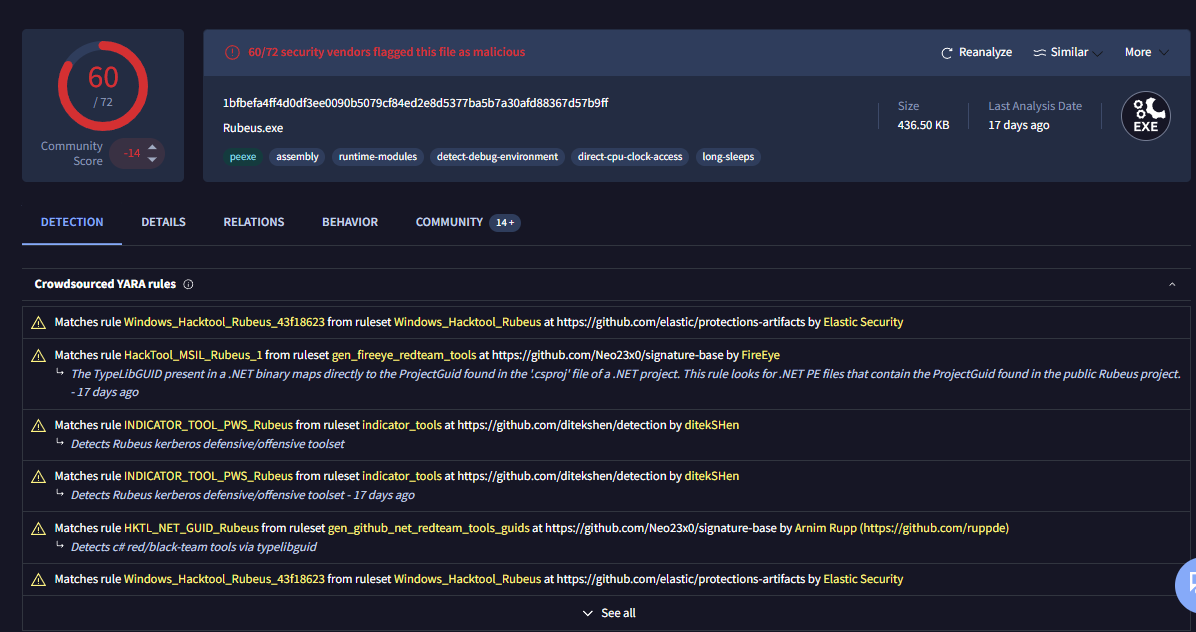 60
/ 72
Community
Score
-14
60/72 security vendors flagged this file as malicious
Reanalyze
Similar
More
1bfbefa4ff4d0df3ee0090b5079cf84ed2e8d5377ba5b7a30afd88367d57b9ff
Rubeus.exe
Size
436.50 KB
Last Analysis Date
17 days ago
EXE
peexe
assembly
runtime-modules
detect-debug-environment
direct-cpu-clock-access
long-sleeps
DETECTION
DETAILS
RELATIONS
BEHAVIOR
COMMUNITY
14 +
Crowdsourced YARA rules
Matches rule Windows_Hacktool_Rubeus_43f18623 from ruleset Windows_Hacktool_Rubeus at https://github.com/elastic/protections-artifacts by Elastic Security
Matches rule HackTool_MSIL_Rubeus_1 from ruleset gen_fireeye_redteam_tools at https://github.com/Neo23x0/signature-base by FireEye
The TypeLibGUID present in a .NET binary maps directly to the ProjectGuid found in the '.csproj' file of a .NET project. This rule looks for .NET PE files that contain the ProjectGuid found in the public Rubeus project.
- 17 days ago
Matches rule INDICATOR_TOOL_PWS_Rubeus from ruleset indicator_tools at https://github.com/ditekshen/detection by ditekSHen
Detects Rubeus kerberos defensive/offensive toolset
Matches rule INDICATOR_TOOL_PWS_Rubeus from ruleset indicator_tools at https://github.com/ditekshen/detection by ditekSHen
Detects Rubeus kerberos defensive/offensive toolset - 17 days ago
Matches rule HKTL_NET_GUID_Rubeus from ruleset gen_github_net_redteam_tools_guids at https://github.com/Neo23x0/signature-base by Arnim Rupp (https://github.com/ruppde)
Detects c# red/black-team tools via typelibguid
Matches rule Windows_Hacktool_Rubeus_43f18623 from ruleset Windows_Hacktool_Rubeus at https://github.com/elastic/protections-artifacts by Elastic Security
See all